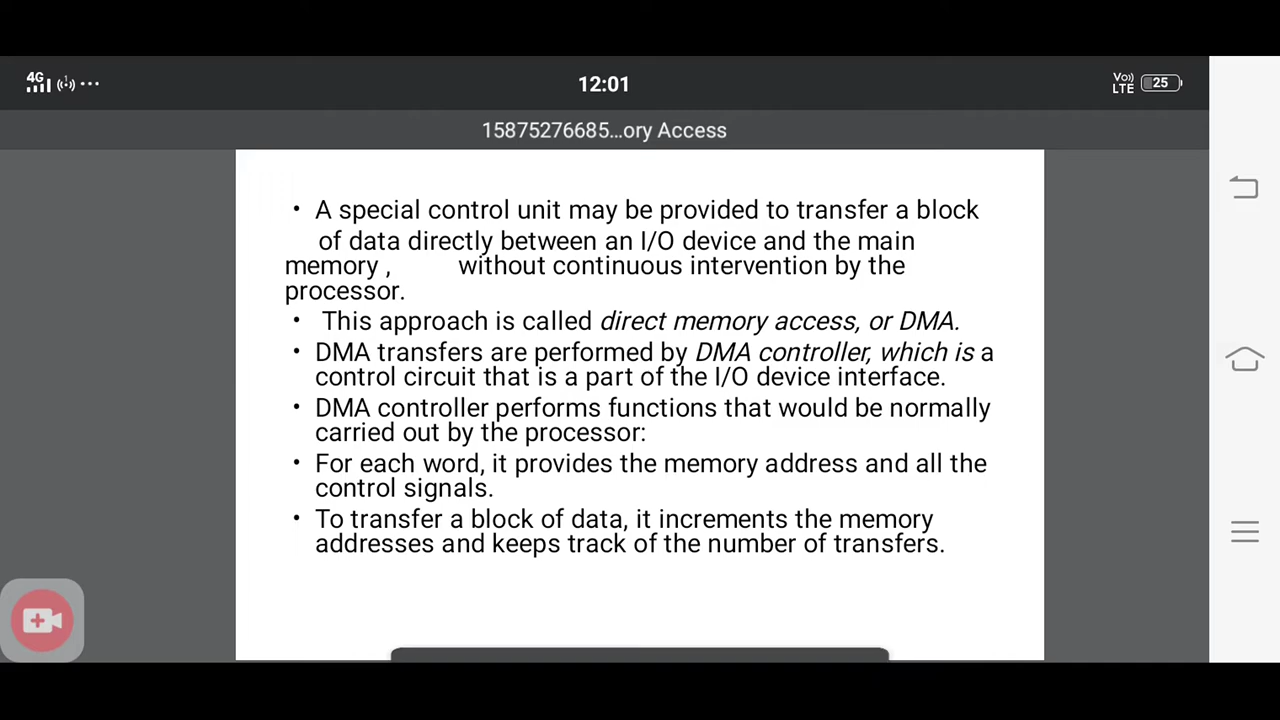 4G
12:01
Vo))
LTE
25
15875276685...ory Access
• A special control unit may be provided to transfer a block
of data directly between an I/O device and the main
memory , without continuous intervention by the
processor.
• This approach is called direct memory access, or DMA.
• DMA transfers are performed by DMA controller, which is a
control circuit that is a part of the I/O device interface.
• DMA controller performs functions that would be normally
carried out by the processor:
• For each word, it provides the memory address and all the
control signals.
• To transfer a block of data, it increments the memory
addresses and keeps track of the number of transfers.